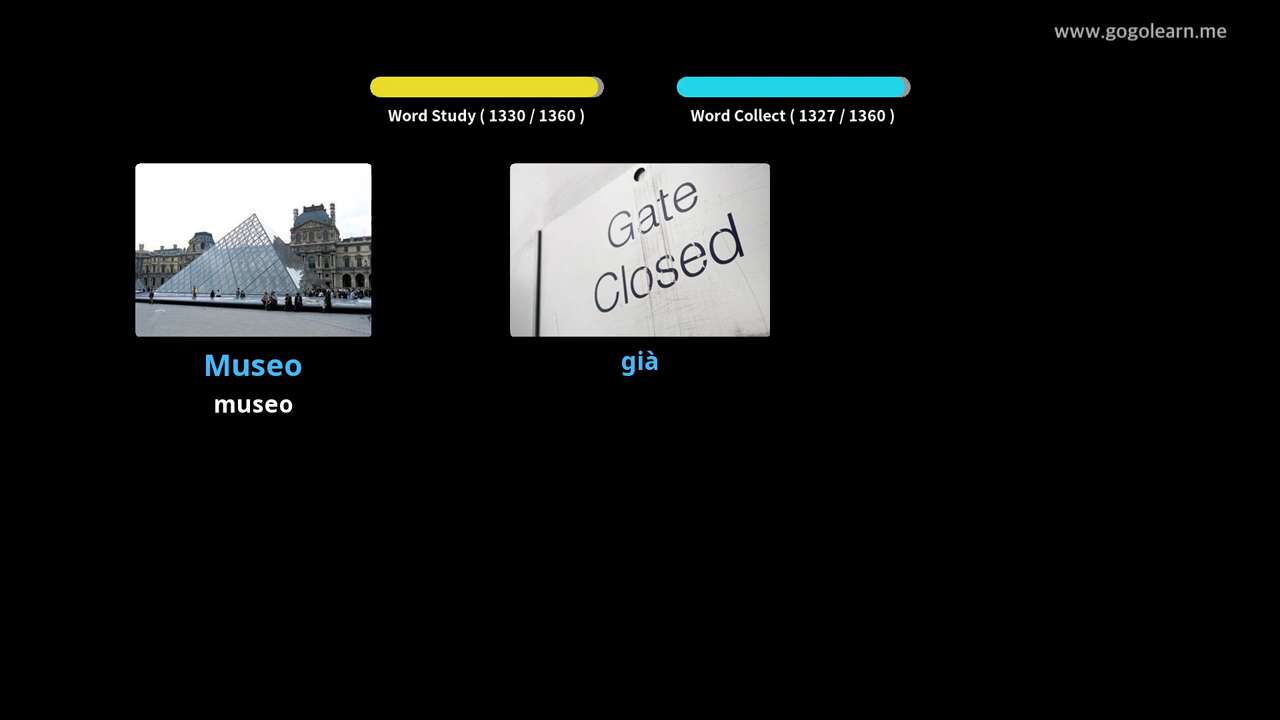 www.gogolearn.me
Word Study ( 1330 / 1360 )
Word Collect ( 1327 / 1360 )
Gate
Closed
Museo
museo
già